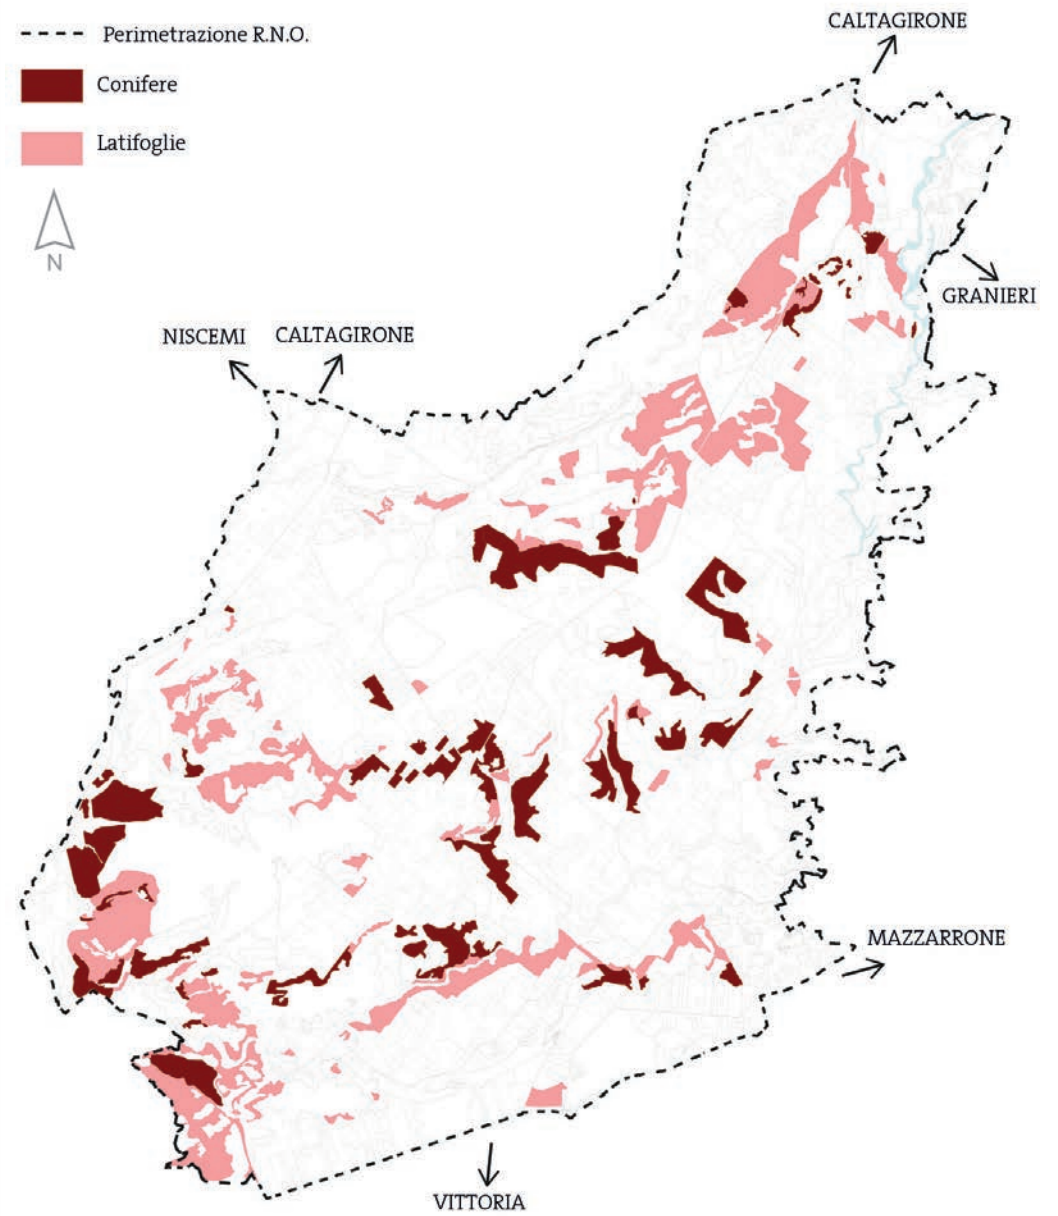 CALTAGIRONE
Perimetrazione R.N.O.
Conifere
Latifoglie
N
GRANIERI
NISCEMI
CALTAGIRONE
MAZZARRONE
VITTORIA